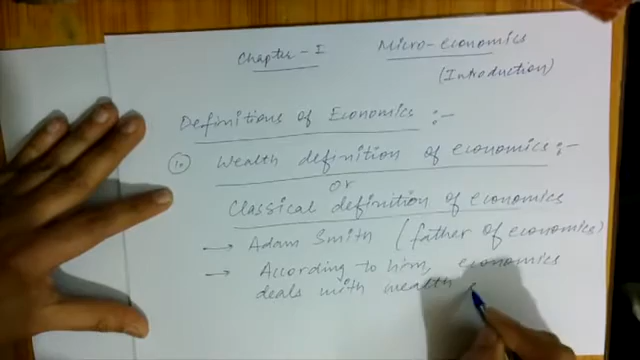 Chapter - I Micro-economics
(Introduction)
Definitions of Economics :-
1. Wealth definition of economics :-
or
Classical definition of economics
→ Adam Smith (father of economics)
→ According to him, economics
deals with wealth